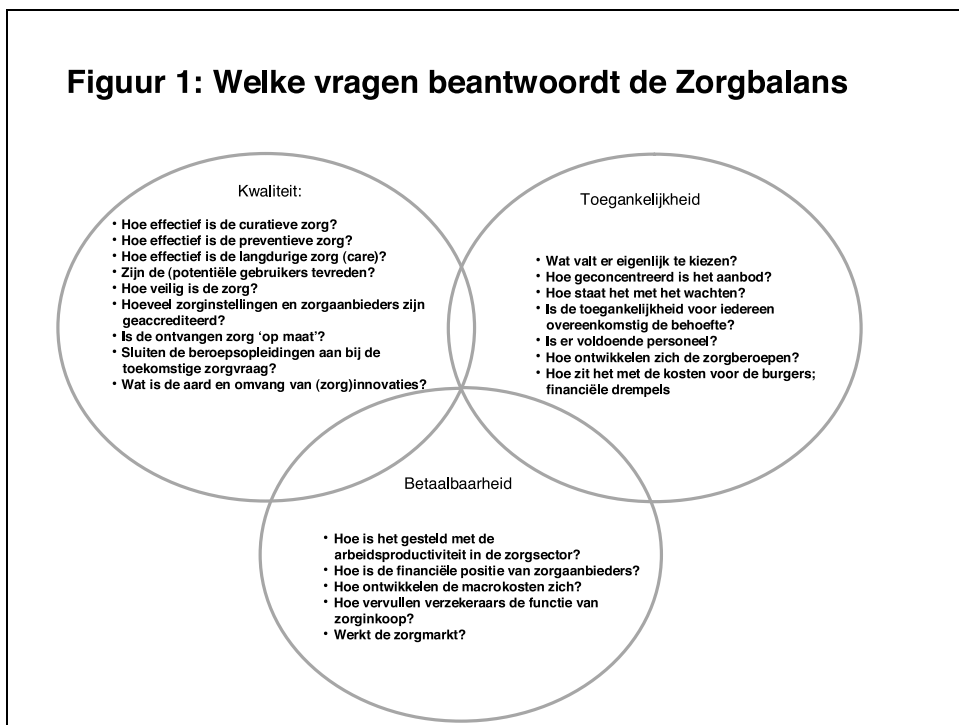 Figuur 1: Welke vragen beantwoordt de Zorgbalans
Kwaliteit:
• Hoe effectief is de curatieve zorg?
• Hoe effectief is de preventieve zorg?
• Hoe effectief is de langdurige zorg (care)?
• Zijn de (potentiële gebruikers tevreden?
• Hoe veilig is de zorg?
• Hoeveel zorginstellingen en zorgaanbieders zijn
geaccrediteerd?
• Is de ontvangen zorg ‘op maat’?
• Sluiten de beroepsopleidingen aan bij de
toekomstige zorgvraag?
• Wat is de aard en omvang van (zorg)innovaties?
Toegankelijkheid
• Wat valt er eigenlijk te kiezen?
• Hoe geconcentreerd is het aanbod?
• Hoe staat het met het wachten?
• Is de toegankelijkheid voor iedereen
overeenkomstig de behoefte?
• Is er voldoende personeel?
• Hoe ontwikkelen zich de zorgberoepen?
• Hoe zit het met de kosten voor de burgers;
financiële drempels
Betaalbaarheid
• Hoe is het gesteld met de
arbeidsproductiviteit in de zorgsector?
• Hoe is de financiële positie van zorgaanbieders?
• Hoe ontwikkelen de macrokosten zich?
• Hoe vervullen verzekeraars de functie van
zorginkoop?
• Werkt de zorgmarkt?